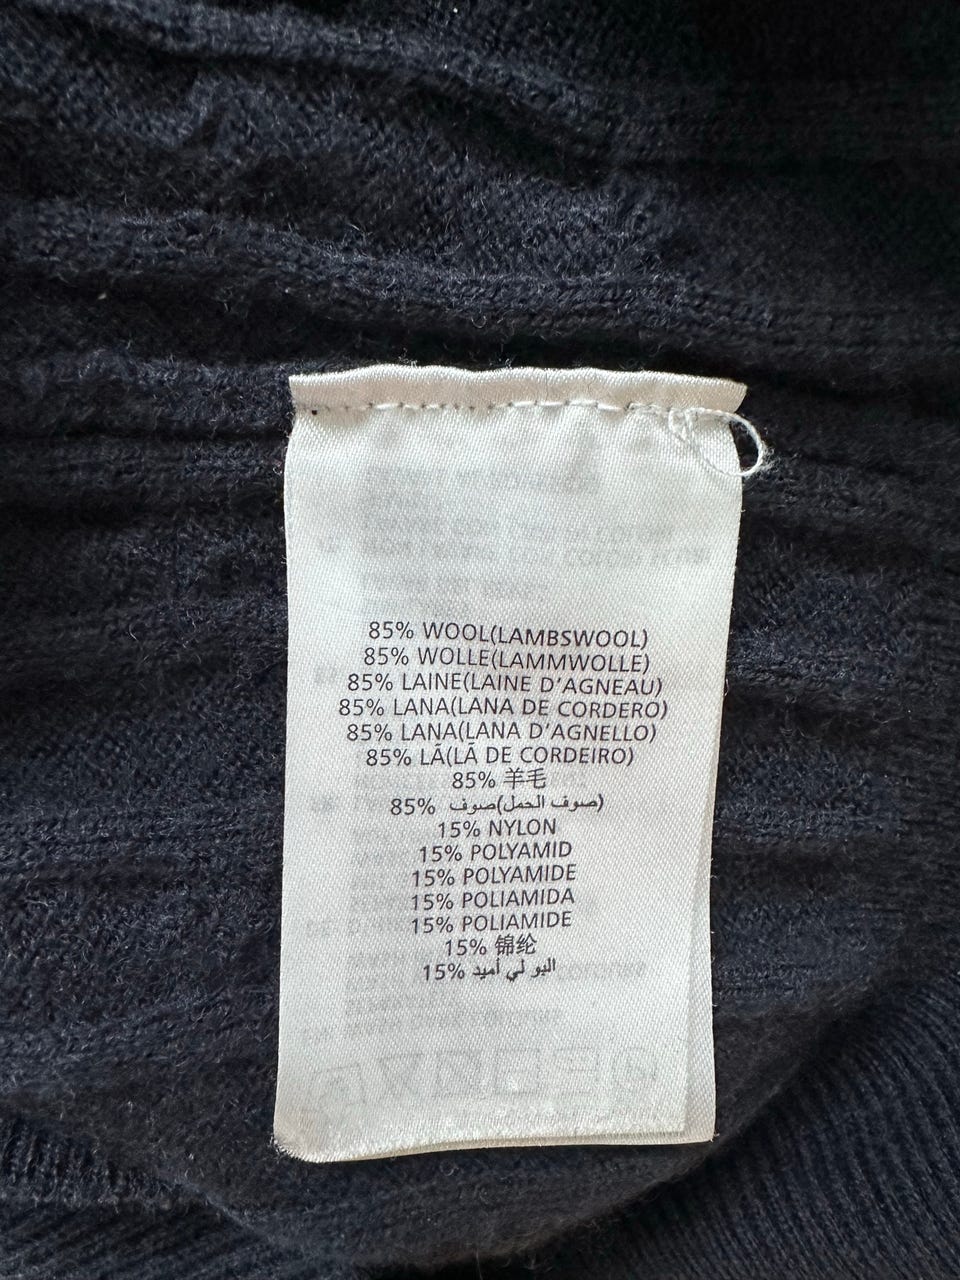 85% WOOL(LAMBSWOOL)
85% WOLLE(LAMMWOLLE)
85% LAINE(LAINE D'AGNEAU)
85% LANA(LANA DE CORDERO)
85% LANA(LANA D'AGNELLO)
85% LÃ(LÃ DE CORDEIRO)
85% 羊毛
85% صوف(صوف الحمل)
15% NYLON
15% POLYAMID
15% POLYAMIDE
15% POLIAMIDA
15% POLIAMIDE
15% 锦纶
15% البو لي أميد